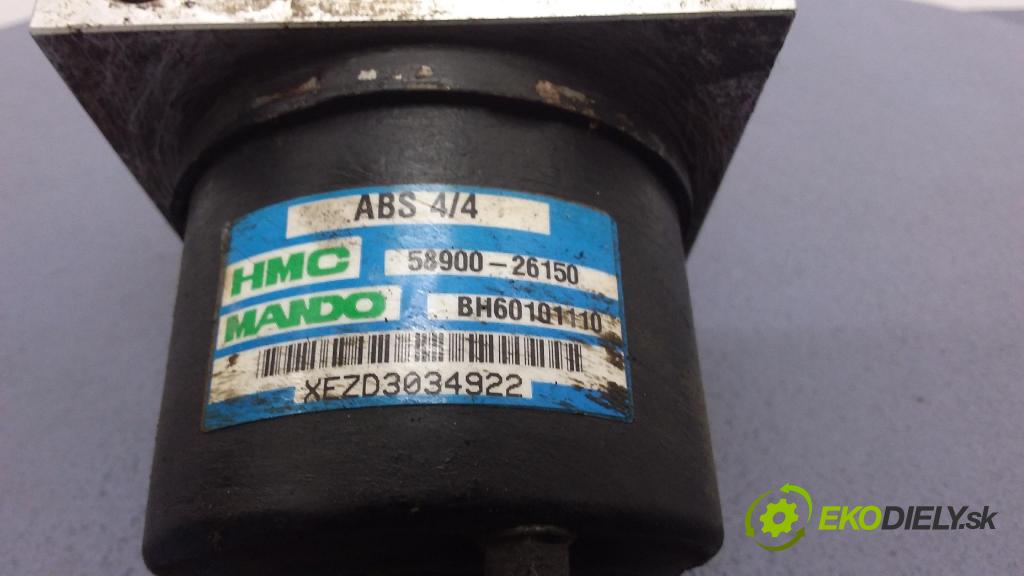 ABS 4/4
HMC 58900-26150
MANDO BH60101110
XEZD3034922
EKODIELY.sk